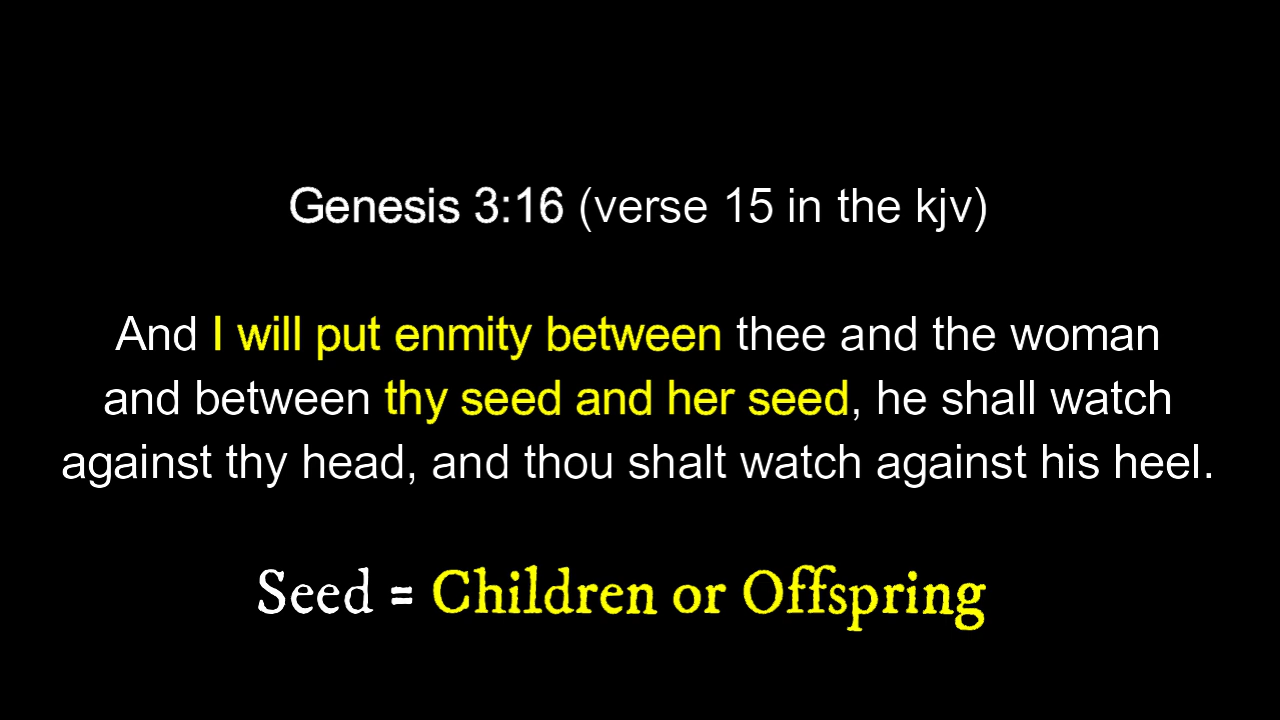 Genesis 3:16 (verse 15 in the kjv)
And I will put enmity between thee and the woman
and between thy seed and her seed, he shall watch
against thy head, and thou shalt watch against his heel.
Seed = Children or Offspring